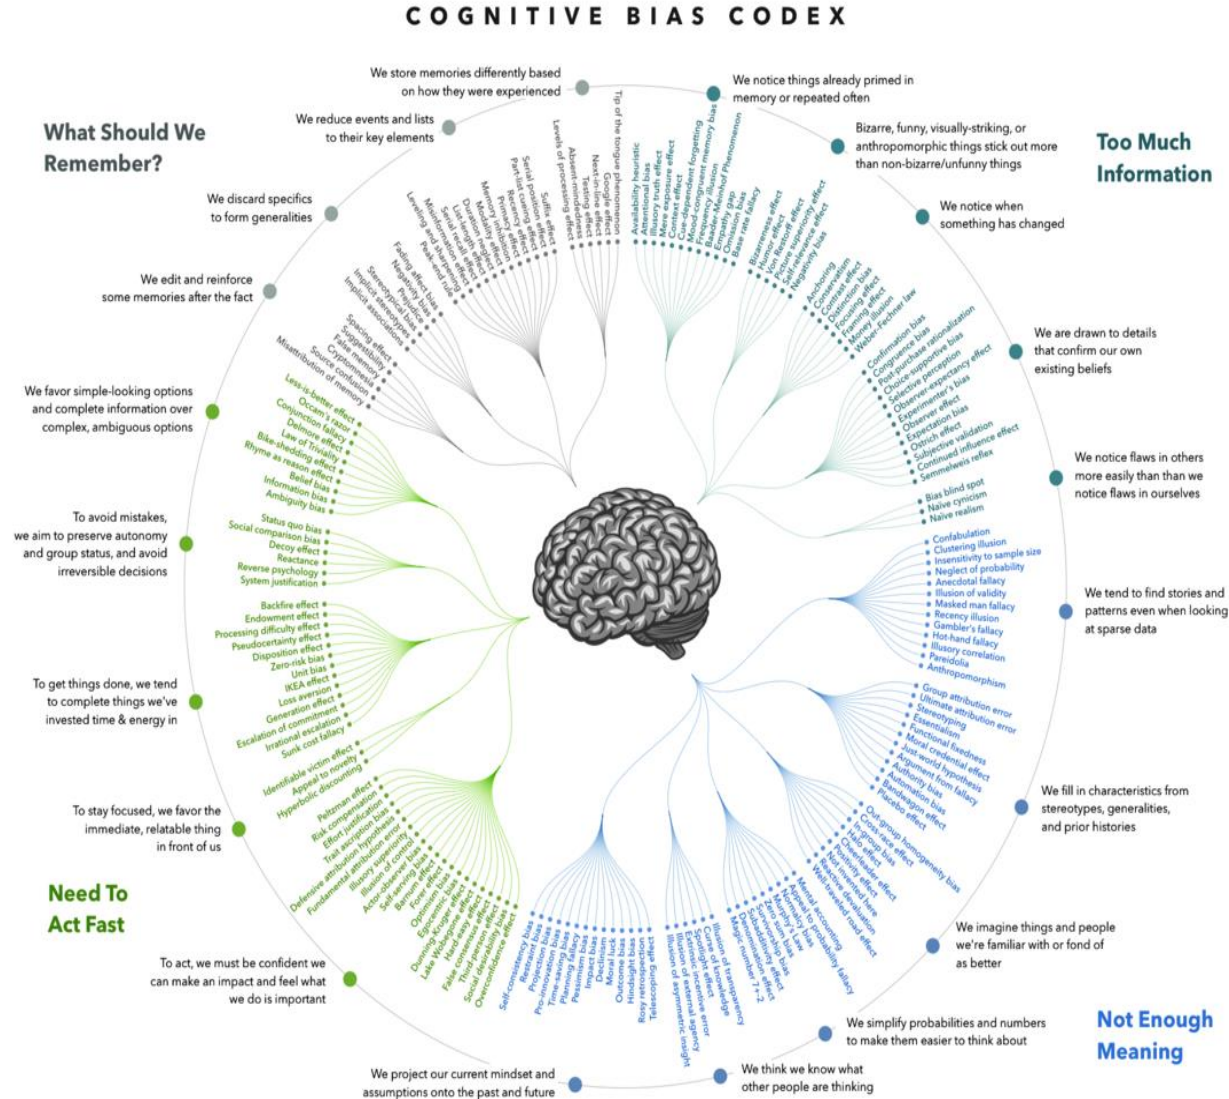 COGNITIVE BIAS CODEX
What Should We
Remember?
We store memories differently based
on how they were experienced
We reduce events and lists
to their key elements
We discard specifics
to form generalities
We edit and reinforce
some memories after the fact
Tip of the tongue phenomenon
Google effect
Next-in-line effect
Testing effect
Absent-mindedness
Levels of processing effect
Suffix effect
Serial position effect
Part-list cueing effect
Recency effect
Primacy effect
Memory inhibition
Modality effect
Duration neglect
List-length effect
Serial recall effect
Misinformation effect
Leveling and sharpening
Peak-end rule
Fading affect bias
Negativity bias
Prejudice
Stereotypical bias
Implicit stereotypes
Implicit associations
Spacing effect
Suggestibility
False memory
Cryptomnesia
Source confusion
Misattribution of memory
Too Much
Information
We notice things already primed in
memory or repeated often
Bizarre, funny, visually-striking, or
anthropomorphic things stick out more
than non-bizarre/unfunny things
We notice when
something has changed
We are drawn to details
that confirm our own
existing beliefs
We notice flaws in others
more easily than than we
notice flaws in ourselves
Availability heuristic
Attentional bias
Illusory truth effect
Mere exposure effect
Context effect
Cue-dependent forgetting
Mood-congruent memory bias
Frequency illusion
Baader-Meinhof Phenomenon
Empathy gap
Omission bias
Base rate fallacy
Bizarreness effect
Humor effect
Von Restorff effect
Picture superiority effect
Self-relevance effect
Negativity bias
Anchoring
Conservatism
Contrast effect
Distinction bias
Focusing effect
Framing effect
Money illusion
Weber-Fechner law
Confirmation bias
Congruence bias
Post-purchase rationalization
Choice-supportive bias
Selective perception
Observer-expectancy effect
Experimenter's bias
Observer effect
Expectation bias
Ostrich effect
Subjective validation
Continued influence effect
Semmelweis reflex
Bias blind spot
Naïve cynicism
Naïve realism
We tend to find stories and
patterns even when looking
at sparse data
We fill in characteristics from
stereotypes, generalities,
and prior histories
We imagine things and people
we're familiar with or fond of
as better
We simplify probabilities and numbers
to make them easier to think about
We think we know what
other people are thinking
We project our current mindset and
assumptions onto the past and future
Not Enough
Meaning
Confabulation
Clustering illusion
Insensitivity to sample size
Neglect of probability
Anecdotal fallacy
Illusion of validity
Masked man fallacy
Recency illusion
Gambler's fallacy
Hot-hand fallacy
Illusory correlation
Pareidolia
Anthropomorphism
Group attribution error
Ultimate attribution error
Stereotyping
Essentialism
Functional fixedness
Moral credential effect
Just-world hypothesis
Argument from fallacy
Authority bias
Automation bias
Bandwagon effect
Placebo effect
Out-group homogeneity bias
Cross-race effect
In-group bias
Halo effect
Cheerleader effect
Positivity effect
Not invented here
Reactive devaluation
Well traveled road effect
Mental accounting
Appeal to probability fallacy
Normalcy bias
Murphy's Law
Zero sum bias
Survivorship bias
Subadditivity effect
Denomination effect
Magic number 7+-2
Illusion of transparency
Curse of knowledge
Spotlight effect
Extrinsic incentive error
Illusion of external agency
Illusion of asymmetric insight
Telescoping effect
Rosy retrospection
Hindsight bias
Outcome bias
Moral luck
Declinism
Impact bias
Pessimism bias
Planning fallacy
Time-saving bias
Pro-innovation bias
Projection bias
Restraint bias
Self-consistency bias
We favor simple-looking options
and complete information over
complex, ambiguous options
To avoid mistakes,
we aim to preserve autonomy
and group status, and avoid
irreversible decisions
To get things done, we tend
to complete things we've
invested time & energy in
To stay focused, we favor the
immediate, relatable thing
in front of us
Need To
Act Fast
To act, we must be confident we
can make an impact and feel what
we do is important
Less-is-better effect
Occam's razor
Conjunction fallacy
Delmore effect
Law of Triviality
Bike-shedding effect
Rhyme as reason effect
Belief bias
Information bias
Ambiguity bias
Status quo bias
Social comparison bias
Decoy effect
Reactance
Reverse psychology
System justification
Backfire effect
Endowment effect
Processing difficulty effect
Pseudocertainty effect
Disposition effect
Zero-risk bias
Unit bias
IKEA effect
Loss aversion
Generation effect
Escalation of commitment
Irrational escalation
Sunk cost fallacy
Identifiable victim effect
Appeal to novelty
Hyperbolic discounting
Peltzman effect
Risk compensation
Effort justification
Trait ascription bias
Defensive attribution hypothesis
Fundamental attribution error
Illusory superiority
Illusion of control
Actor-observer bias
Self-serving bias
Barnum effect
Forer effect
Optimism bias
Egocentric bias
Dunning-Kruger effect
Lake Wobegone effect
Hard-easy effect
False consensus effect
Third-person effect
Social desirability bias
Overconfidence effect